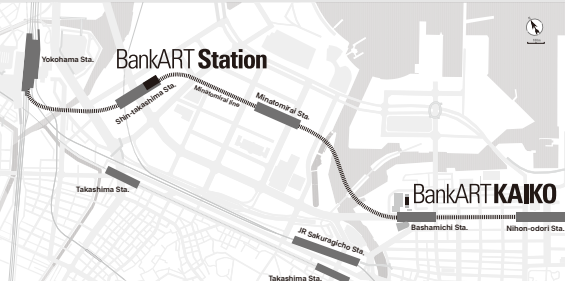 Yokohama Sta.
BankART Station
Shin-takashima Sta.
Minatomirai line
Minatomirai Sta.
Takashima Sta.
BankART KAIKO
Bashamichi Sta.
Nihon-odori Sta.
JR Sakuragicho Sta.
Takashima Sta.